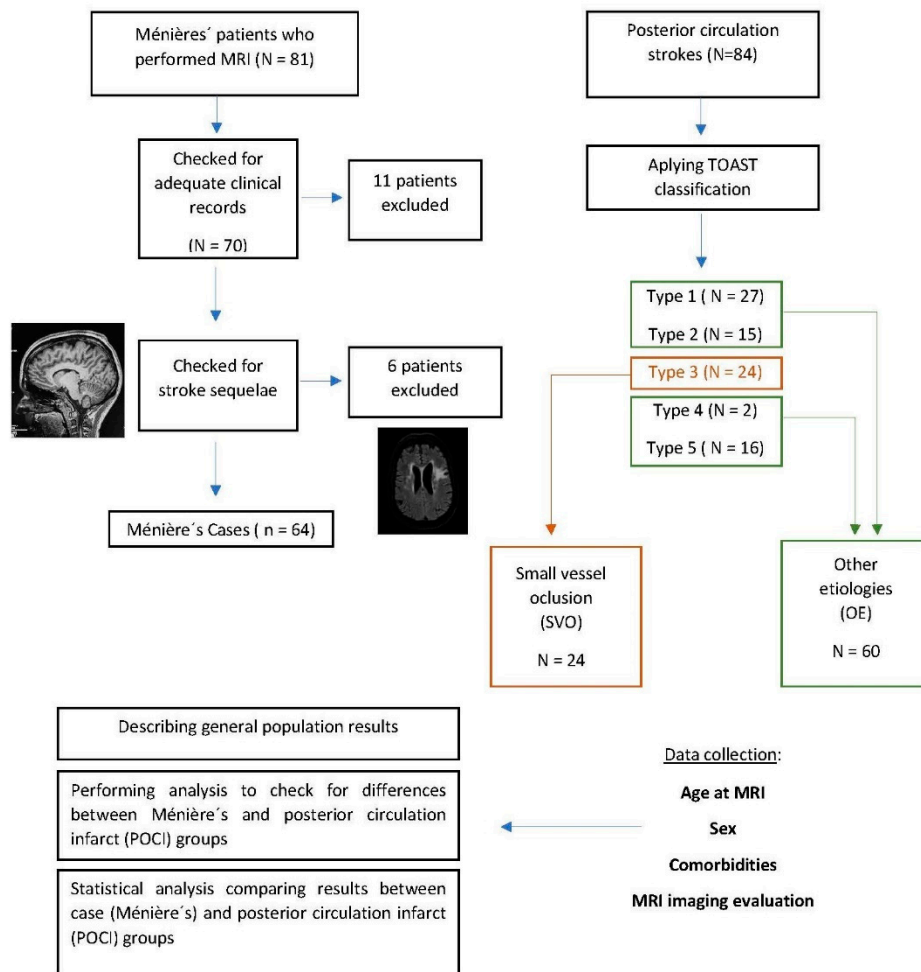 Ménières´ patients who
performed MRI (N = 81)
Checked for
adequate clinical
records
(N = 70)
11 patients
excluded
Checked for
stroke sequelae
6 patients
excluded
Ménière´s Cases ( n = 64)
Posterior circulation
strokes (N=84)
Aplying TOAST
classification
Type 1 ( N = 27)
Type 2 ( N = 15)
Type 3 ( N = 24)
Type 4 ( N = 2)
Type 5 ( N = 16)
Small vessel
oclusion
(SVO)
N = 24
Other
etiologies
(OE)
N = 60
Describing general population results
Performing analysis to check for differences
between Ménière´s and posterior circulation
infarct (POCI) groups
Statistical analysis comparing results between
case (Ménière´s) and posterior circulation infarct
(POCI) groups
Data collection:
Age at MRI
Sex
Comorbidities
MRI imaging evaluation